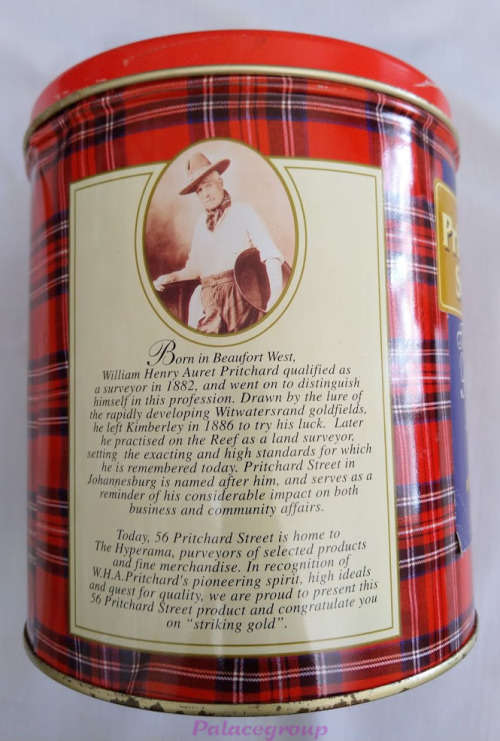 Born in Beaufort West,
William Henry Auret Pritchard qualified as
a surveyor in 1882, and went on to distinguish
himself in this profession. Drawn by the lure of
the rapidly developing Witwatersrand goldfields,
he left Kimberley in 1886 to try his luck. Later
he practised on the Reef as a land surveyor,
setting the exacting and high standards for which
he is remembered today. Pritchard Street in
Johannesburg is named after him, and serves as a
reminder of his considerable impact on both
business and community affairs.
Today, 56 Pritchard Street is home to
The Hyperama, purveyors of selected products
and fine merchandise. In recognition of
W.H.A.Pritchard's pioneering spirit, high ideals
and quest for quality, we are proud to present this
56 Pritchard Street product and congratulate you
on "striking gold".
Palacegroup